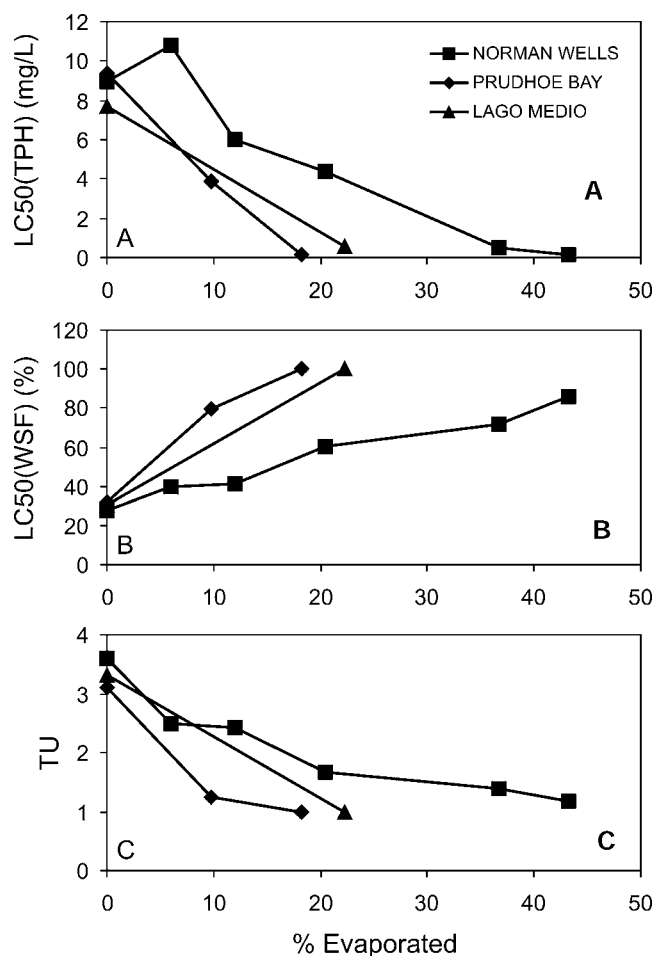 12
10
8
6
4
2
0
LC50(TPH) (mg/L)
NORMAN WELLS
PRUDHOE BAY
LAGO MEDIO
A
A
0 10 20 30 40 50
120
100
80
60
40
20
0
LC50(WSF) (%)
B
B
0 10 20 30 40 50
4
3
2
1
0
TU
C
C
0 10 20 30 40 50
% Evaporated